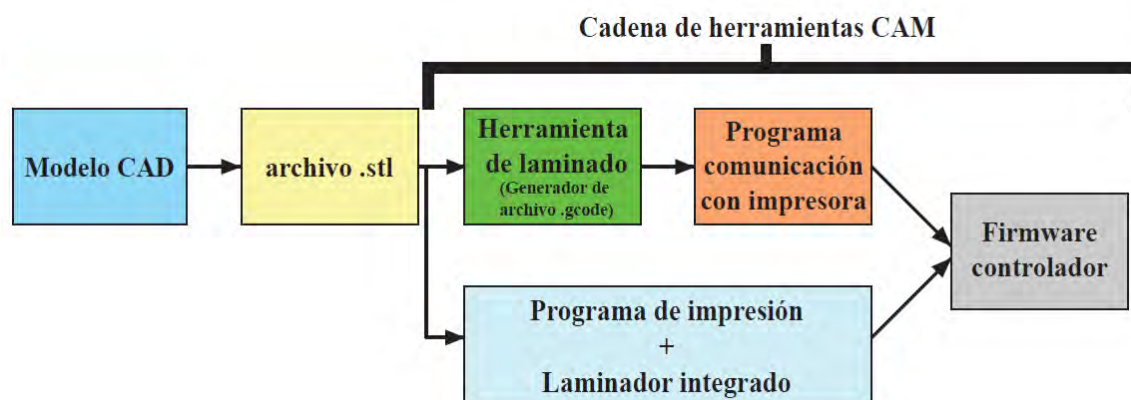 Cadena de herramientas CAM
Modelo CAD
archivo .stl
Herramienta
de laminado
(Generador de
archivo .gcode)
Programa
comunicación
con impresora
Firmware
controlador
Programa de impresión
+
Laminador integrado